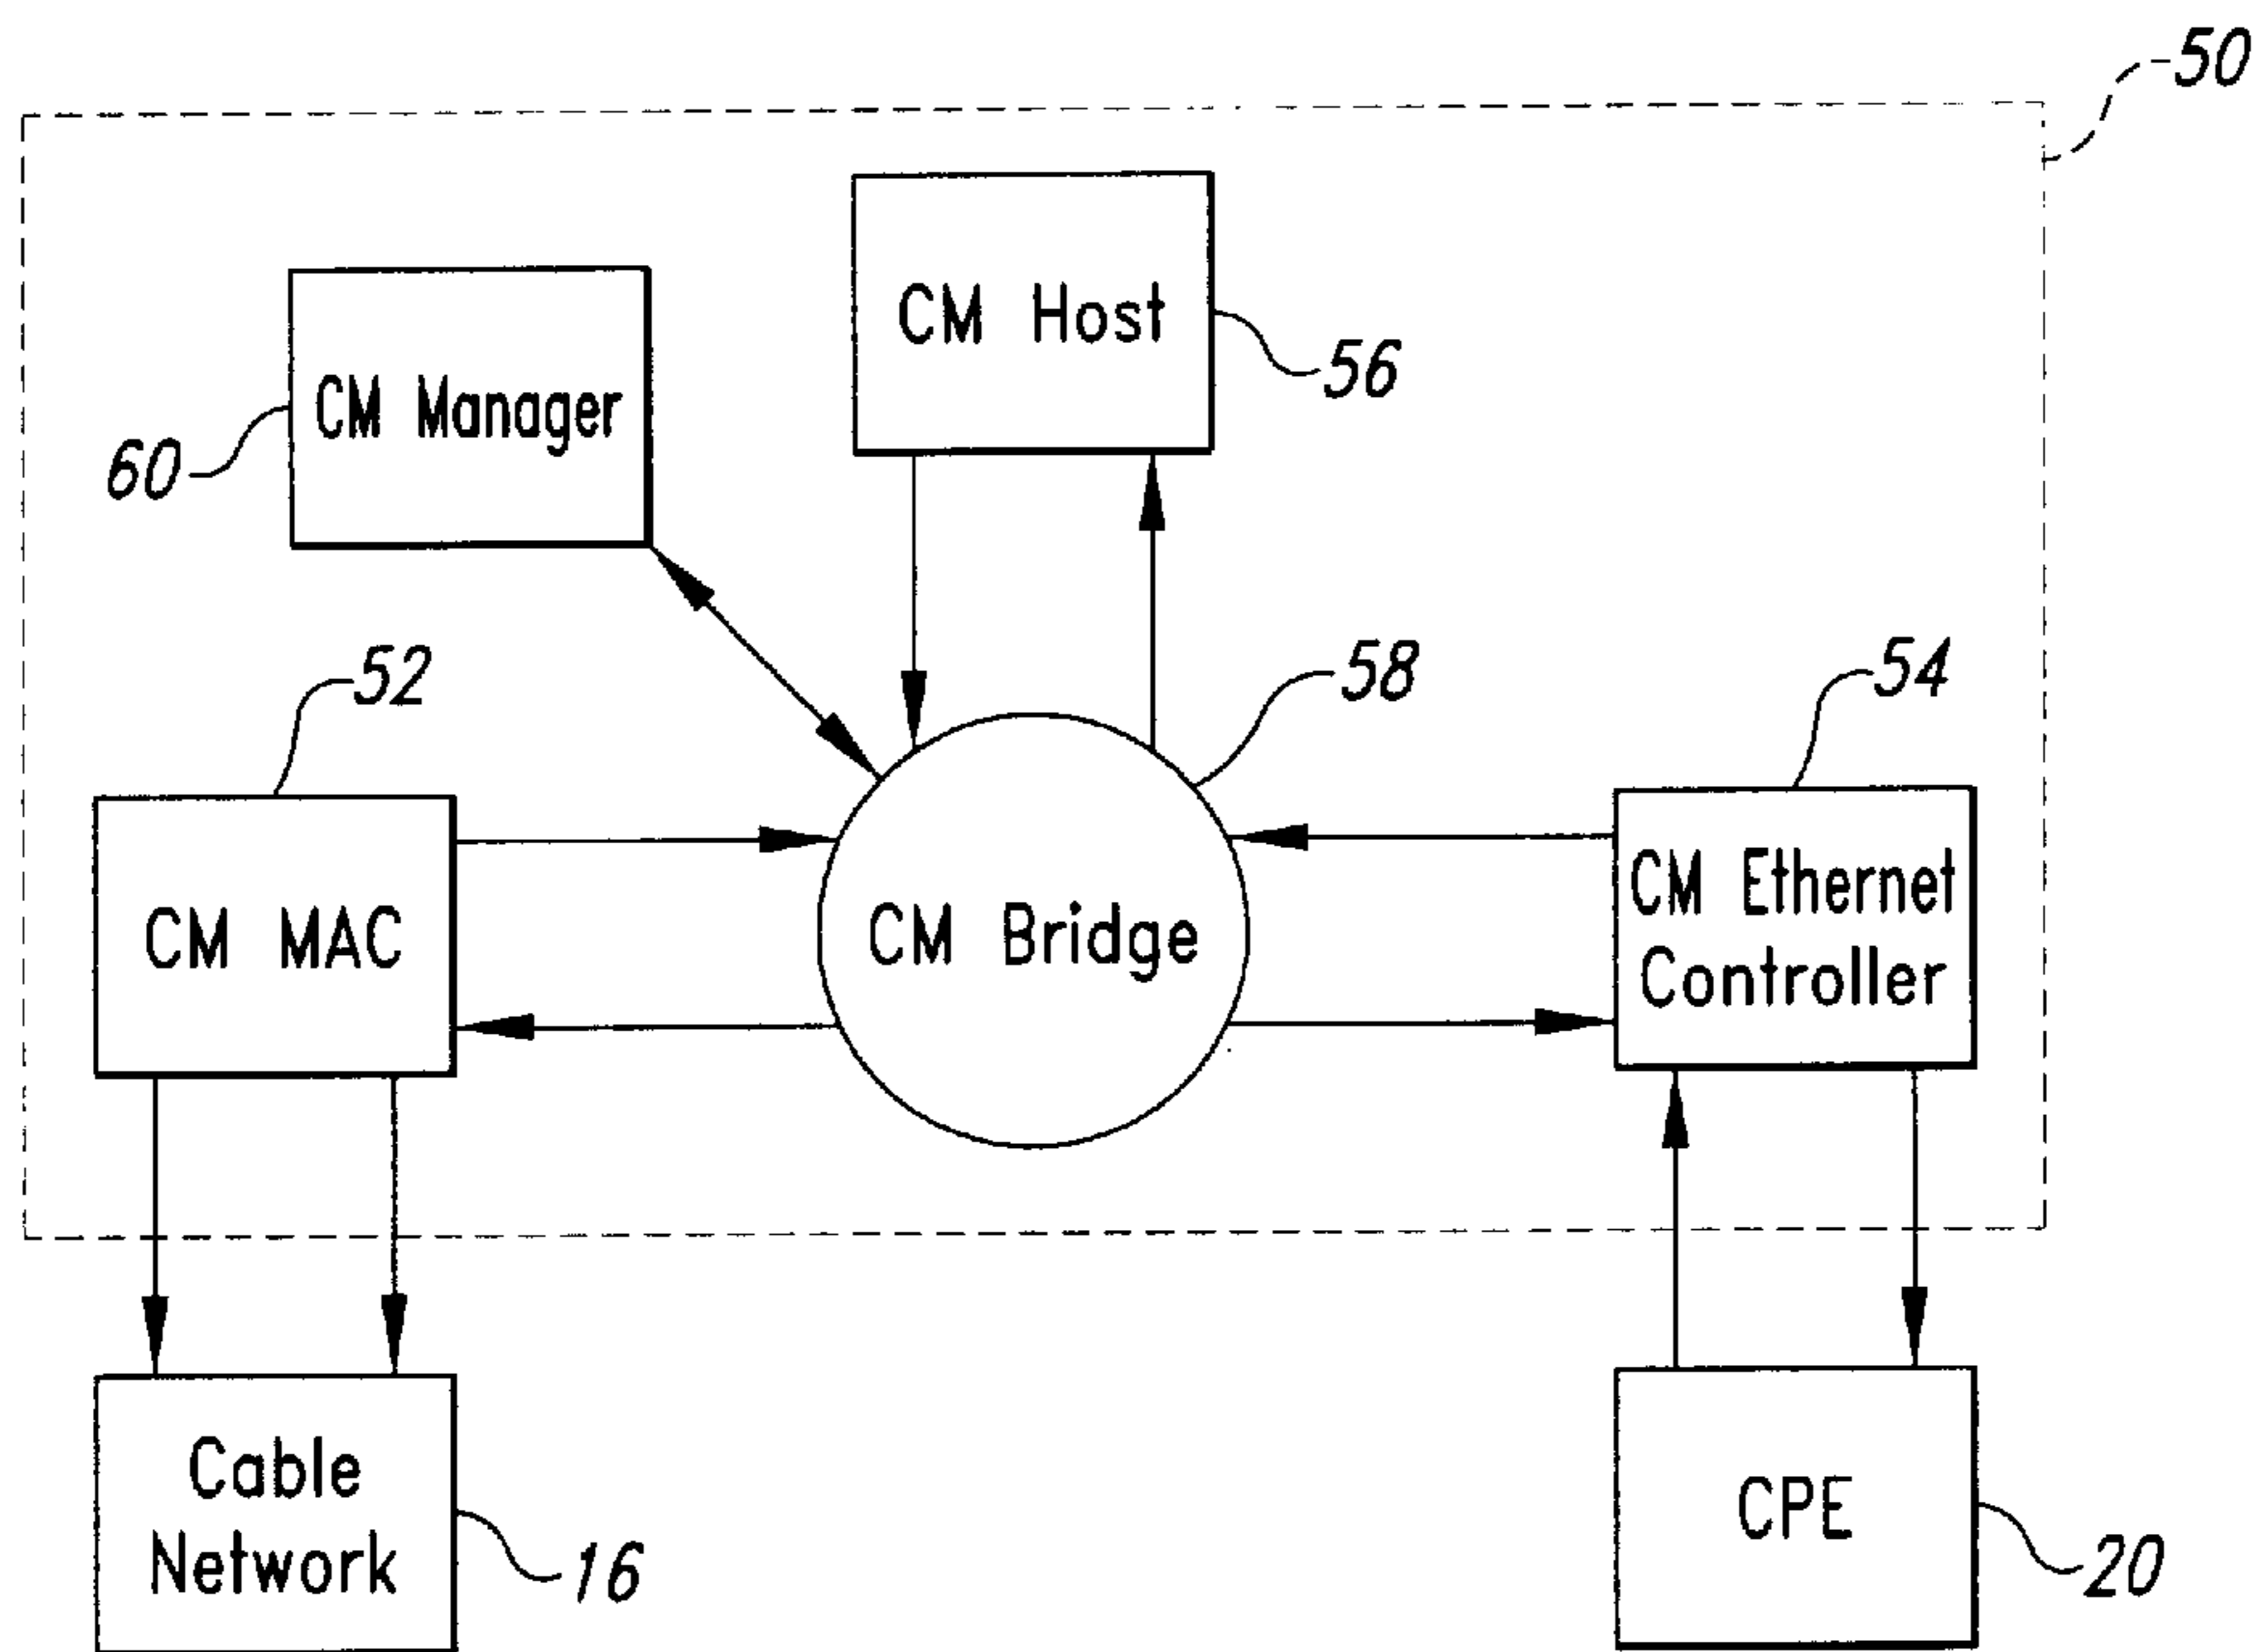 50
CM Host
56
CM Manager
60
52
58
54
CM MAC
CM Bridge
CM Ethernet
Controller
Cable
Network
16
CPE
20